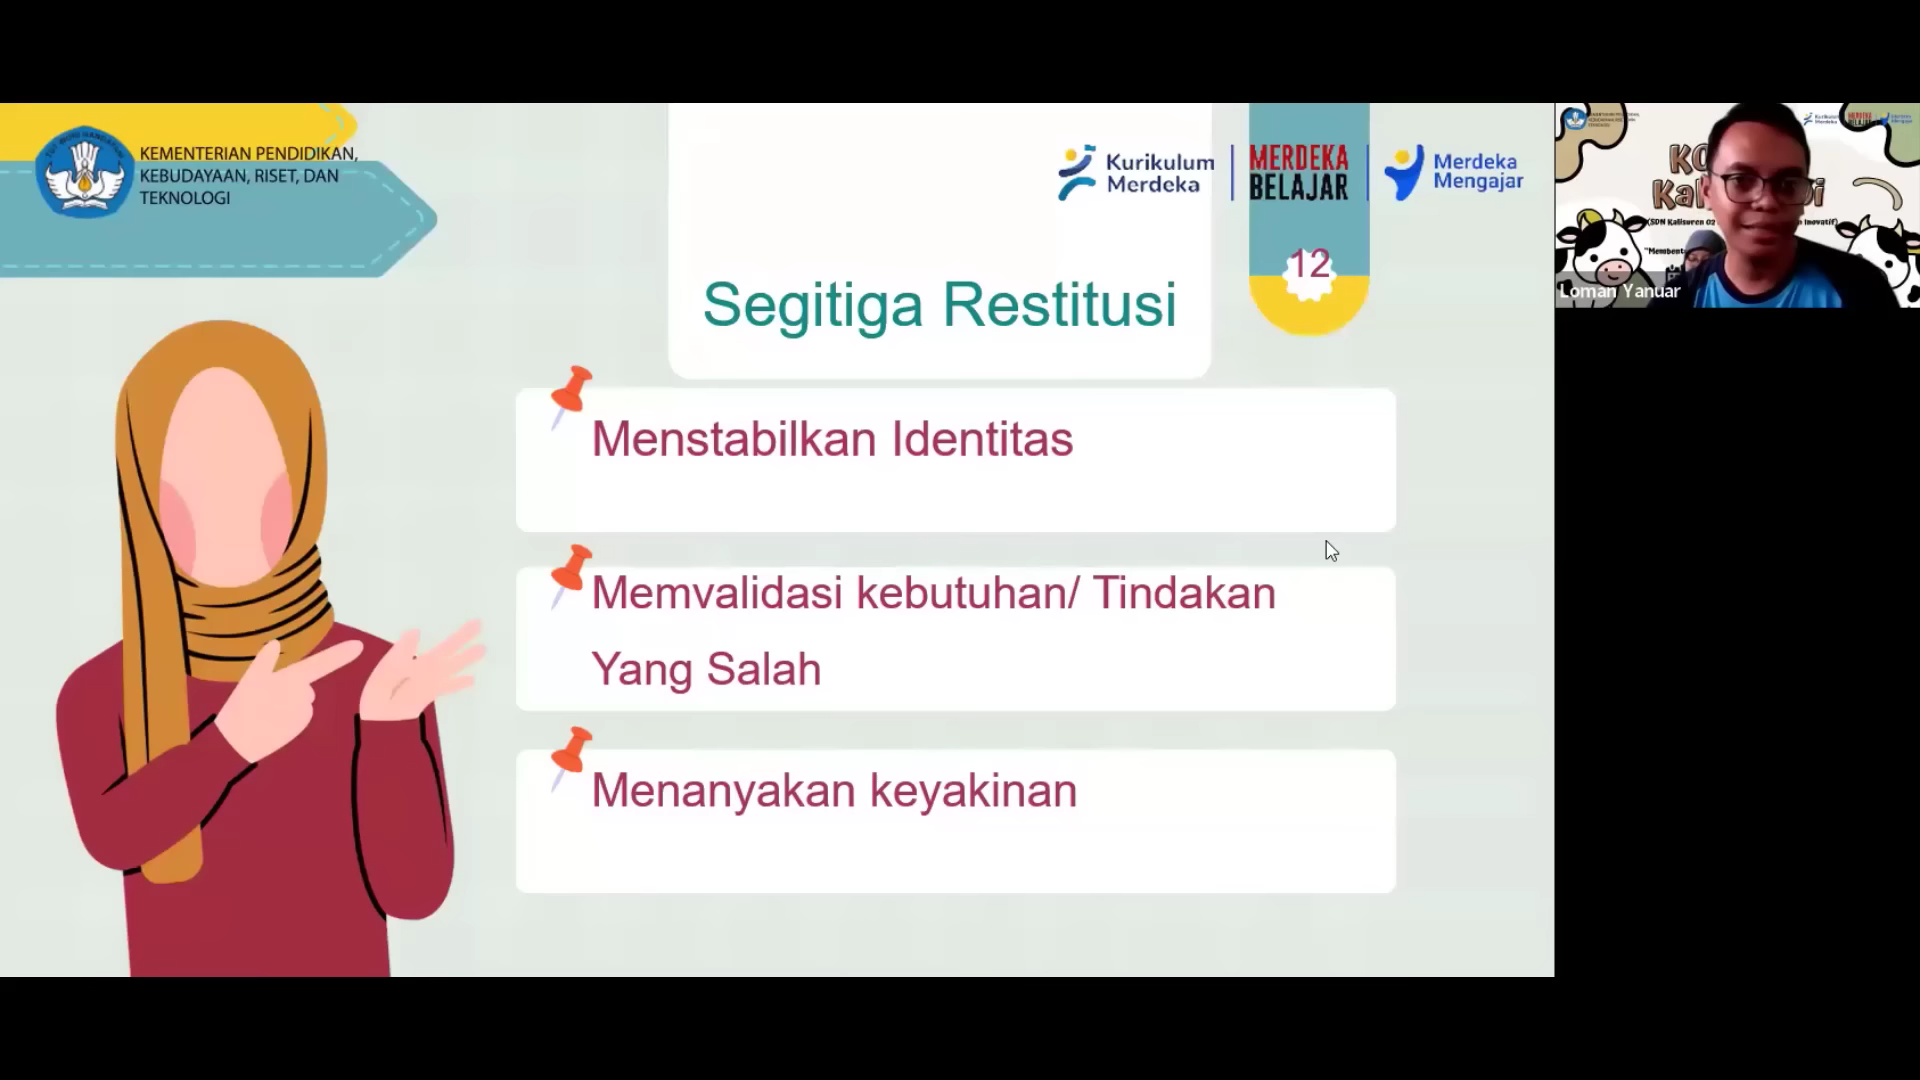 KEMENTERIAN PENDIDIKAN,
KEBUDAYAAN, RISET, DAN
TEKNOLOGI
Kurikulum
Merdeka
MERDEKA
BELAJAR
Merdeka
Mengajar
12
Segitiga Restitusi
Menstabilkan Identitas
Memvalidasi kebutuhan/ Tindakan
Yang Salah
Menanyakan keyakinan
Loman Yanuar